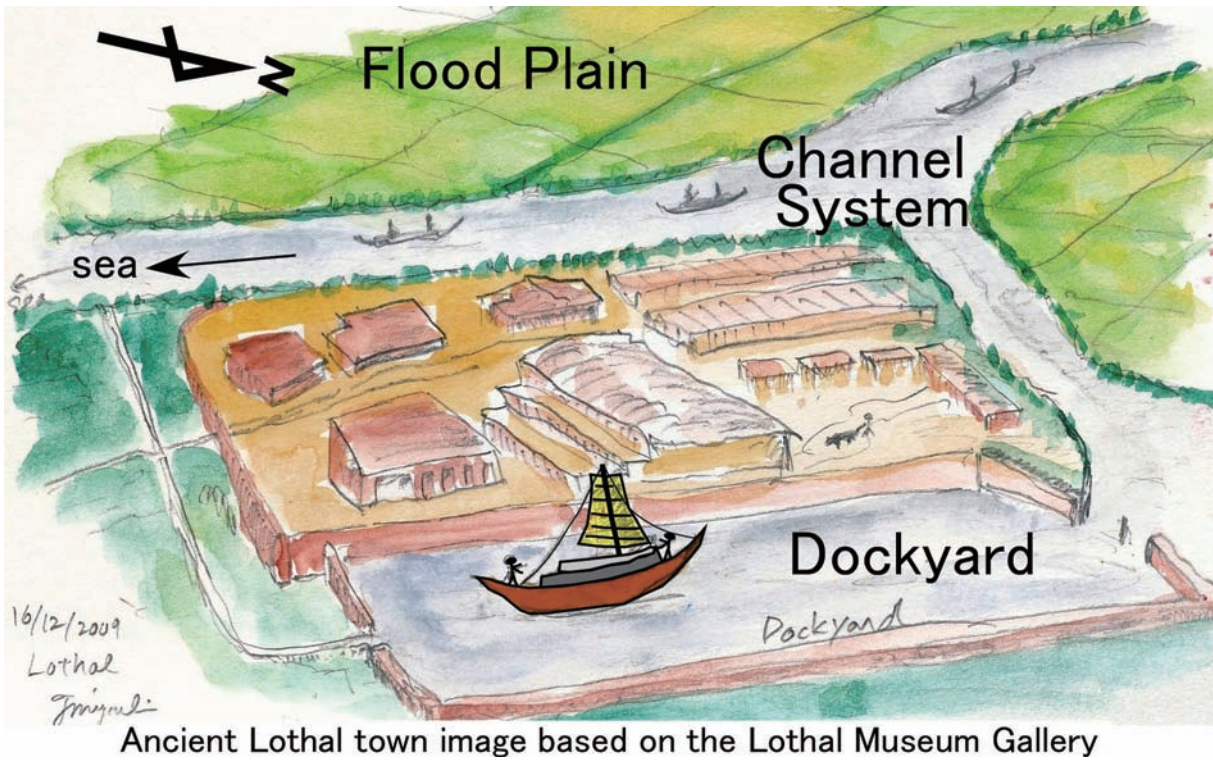 N
Flood Plain
Channel
System
sea
sea
Dockyard
Dockyard
16/12/2009
Lothal
Ancient Lothal town image based on the Lothal Museum Gallery